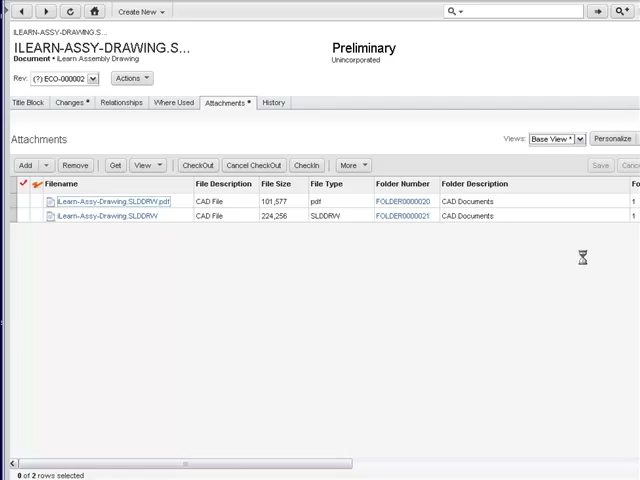 Create New
ILEARN-ASSY-DRAWING.S...
ILEARN-ASSY-DRAWING.S... Preliminary
Document • iLearn Assembly Drawing Unincorporated
Rev: (?) ECO-000002 Actions
Title Block Changes * Relationships Where Used Attachments * History
Attachments Views: Base View * Personalize
Add Remove Get View CheckOut Cancel CheckOut CheckIn More Save Canc
Filename File Description File Size File Type Folder Number Folder Description Fo
iLearn-Assy-Drawing.SLDDRW.pdf CAD File 101,577 pdf FOLDER0000020 CAD Documents 1
iLearn-Assy-Drawing.SLDDRW CAD File 224,256 SLDDRW FOLDER0000021 CAD Documents 1
0 of 2 rows selected